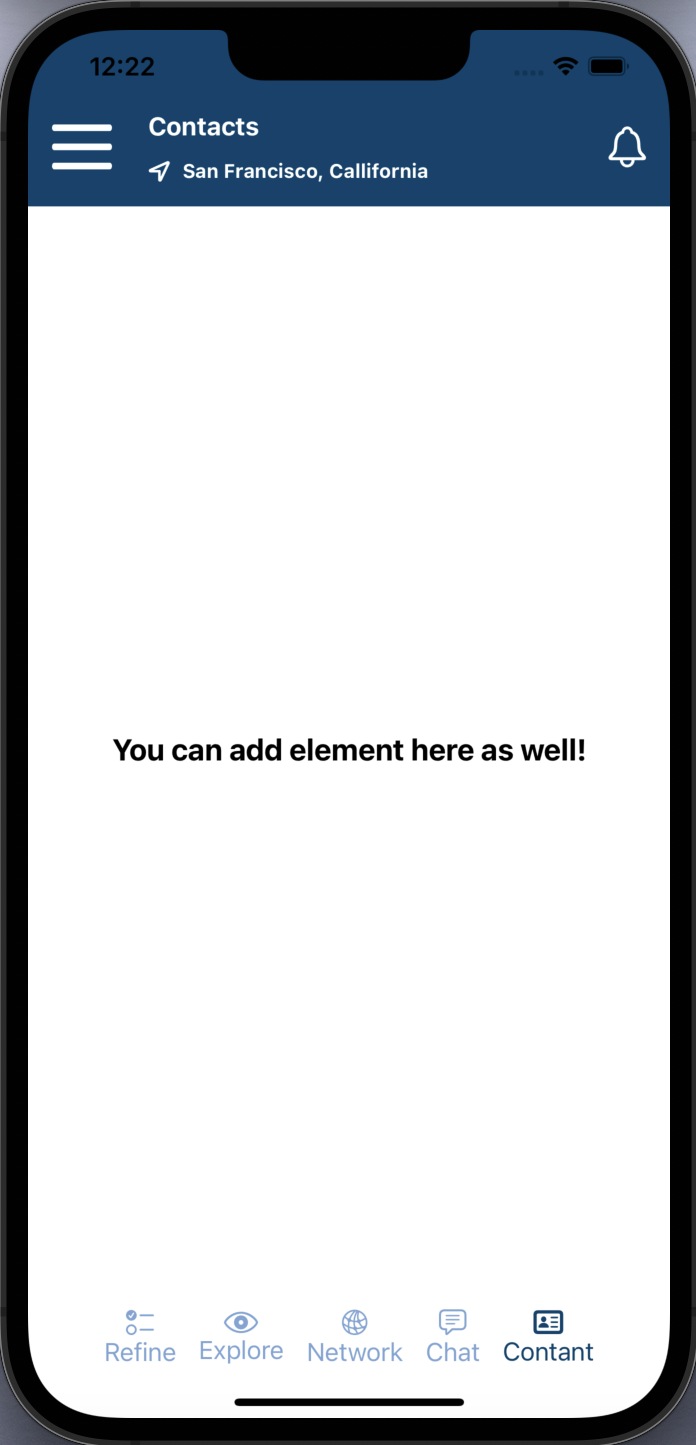 12:22
Contacts
San Francisco, Callifornia
You can add element here as well!
Refine Explore Network Chat Contant